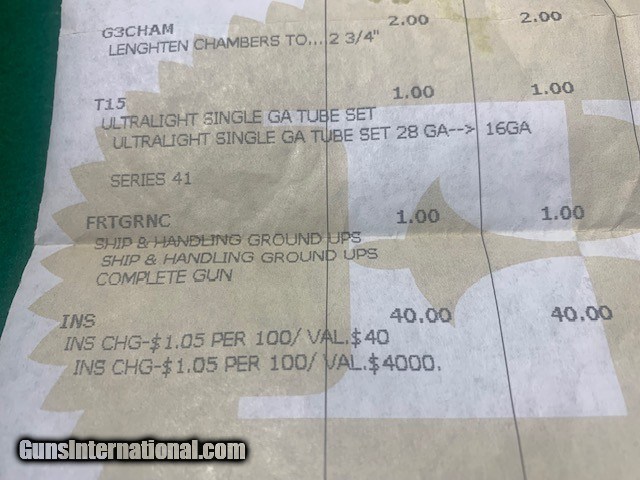 G3CHAM 2.00 2.00
LENGHTEN CHAMBERS TO... 2 3/4"
T15 1.00 1.00
ULTRALIGHT SINGLE GA TUBE SET
ULTRALIGHT SINGLE GA TUBE SET 28 GA--> 16GA
SERIES 41
FRTGRNC 1.00 1.00
SHIP & HANDLING GROUND UPS
SHIP & HANDLING GROUND UPS
COMPLETE GUN
INS 40.00 40.00
INS CHG-$1.05 PER 100/ VAL.$40
INS CHG-$1.05 PER 100/ VAL.$4000.
GunsInternational.com